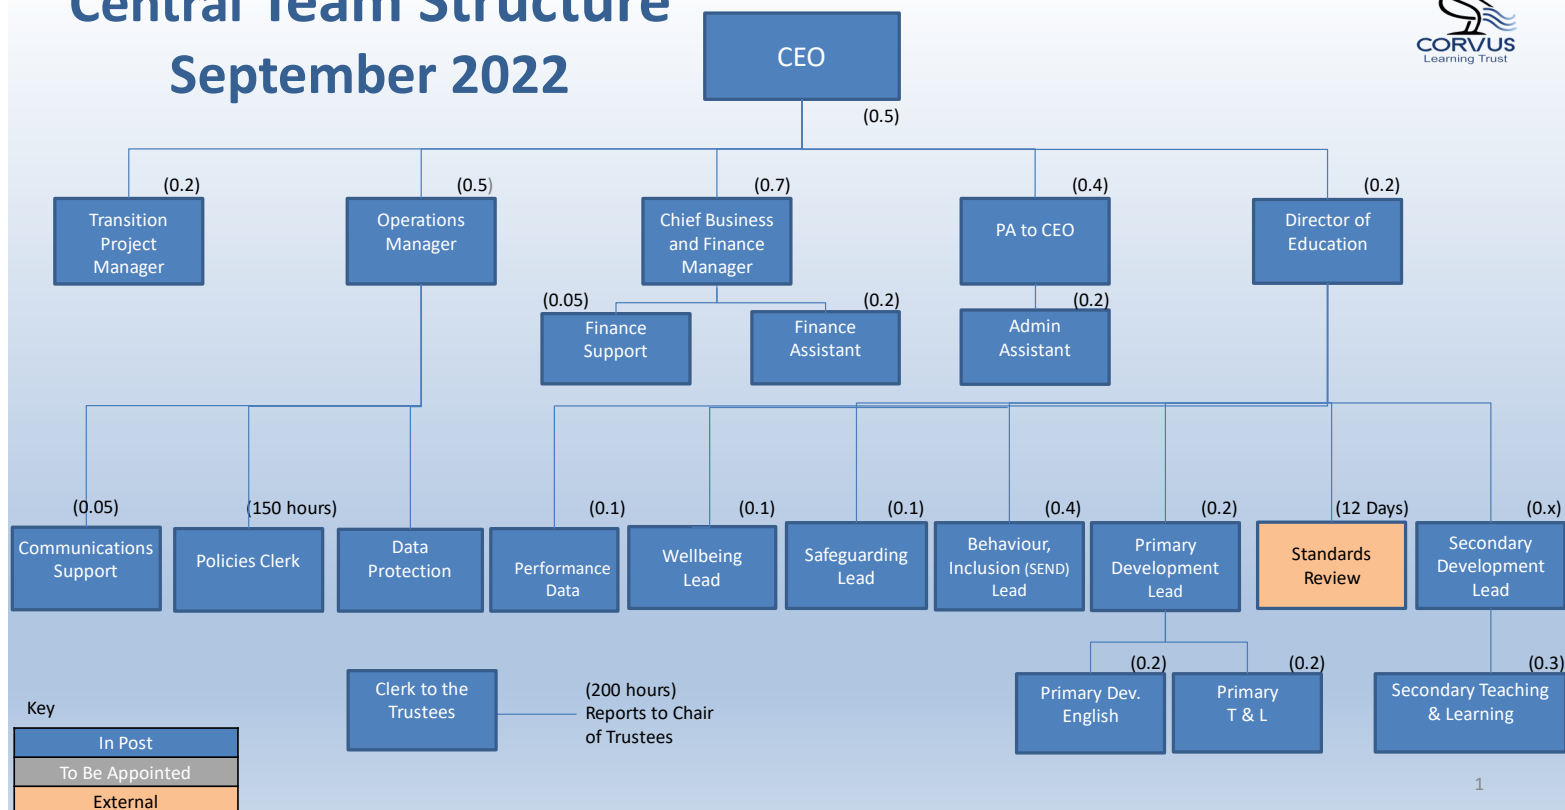 Central Team Structure
September 2022
CORVUS
Learning Trust
CEO
(0.5)
(0.2)
(0.5)
(0.7)
(0.4)
(0.2)
Transition
Project
Manager
Operations
Manager
Chief Business
and Finance
Manager
PA to CEO
Director of
Education
(0.05)
(0.2)
(0.2)
Finance
Support
Finance
Assistant
Admin
Assistant
(0.05)
(150 hours)
(0.1)
(0.1)
(0.1)
(0.4)
(0.2)
(12 Days)
(0.x)
Communications
Support
Policies Clerk
Data
Protection
Performance
Data
Wellbeing
Lead
Safeguarding
Lead
Behaviour,
Inclusion (SEND)
Lead
Primary
Development
Lead
Standards
Review
Secondary
Development
Lead
(0.2)
(0.2)
(0.3)
Primary Dev.
English
Primary
T & L
Secondary Teaching
& Learning
Clerk to the
Trustees
(200 hours)
Reports to Chair
of Trustees
Key
In Post
To Be Appointed
External
1